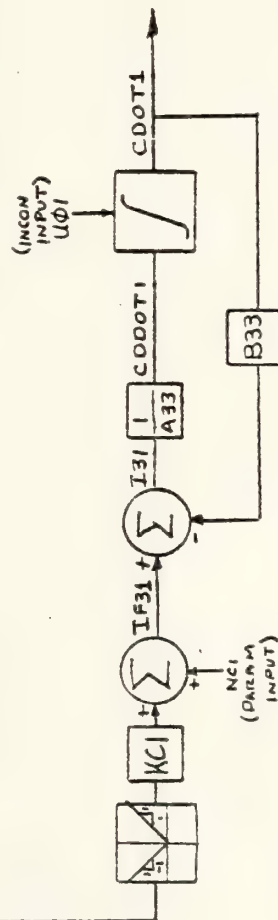 (INCON
INPUT)
UΦ1
CDOT1
CDDOT1
1
A33
I31
Σ
+
-
B33
IF31
Σ
+
+
NC1
(PARAM
INPUT)
KC1